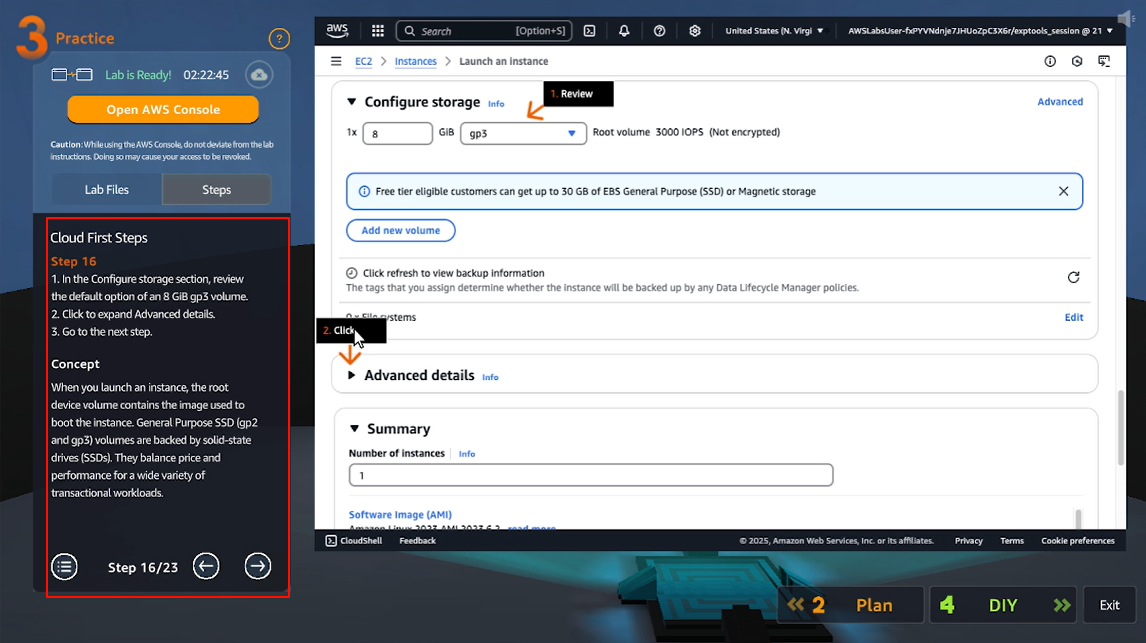 3 Practice
?
Lab is Ready! 02:22:45
Open AWS Console
Caution: While using the AWS Console, do not deviate from the lab
instructions. Doing so may cause your access to be revoked.
Lab Files Steps
Cloud First Steps
Step 16
1. In the Configure storage section, review
the default option of an 8 GiB gp3 volume.
2. Click to expand Advanced details.
3. Go to the next step.
Concept
When you launch an instance, the root
device volume contains the image used to
boot the instance. General Purpose SSD (gp2
and gp3) volumes are backed by solid-state
drives (SSDs). They balance price and
performance for a wide variety of
transactional workloads.
Step 16/23
aws Search [Option+S] United States (N. Virgi AWSLabsUser-fxPYVNdnje7JHUoZpC3X6r/exptools_session @ 21
EC2 > Instances > Launch an instance
Configure storage Info
1. Review
Advanced
1x 8 GiB gp3 Root volume 3000 IOPS (Not encrypted)
Free tier eligible customers can get up to 30 GB of EBS General Purpose (SSD) or Magnetic storage
Add new volume
Click refresh to view backup information
The tags that you assign determine whether the instance will be backed up by any Data Lifecycle Manager policies.
0 x File systems Edit
2. Click
Advanced details Info
Summary
Number of instances Info
1
Software Image (AMI)
Amazon Linux 2023 AMI 2023.6.2 read more
CloudShell Feedback © 2025, Amazon Web Services, Inc. or its affiliates. Privacy Terms Cookie preferences
2 Plan 4 DIY Exit